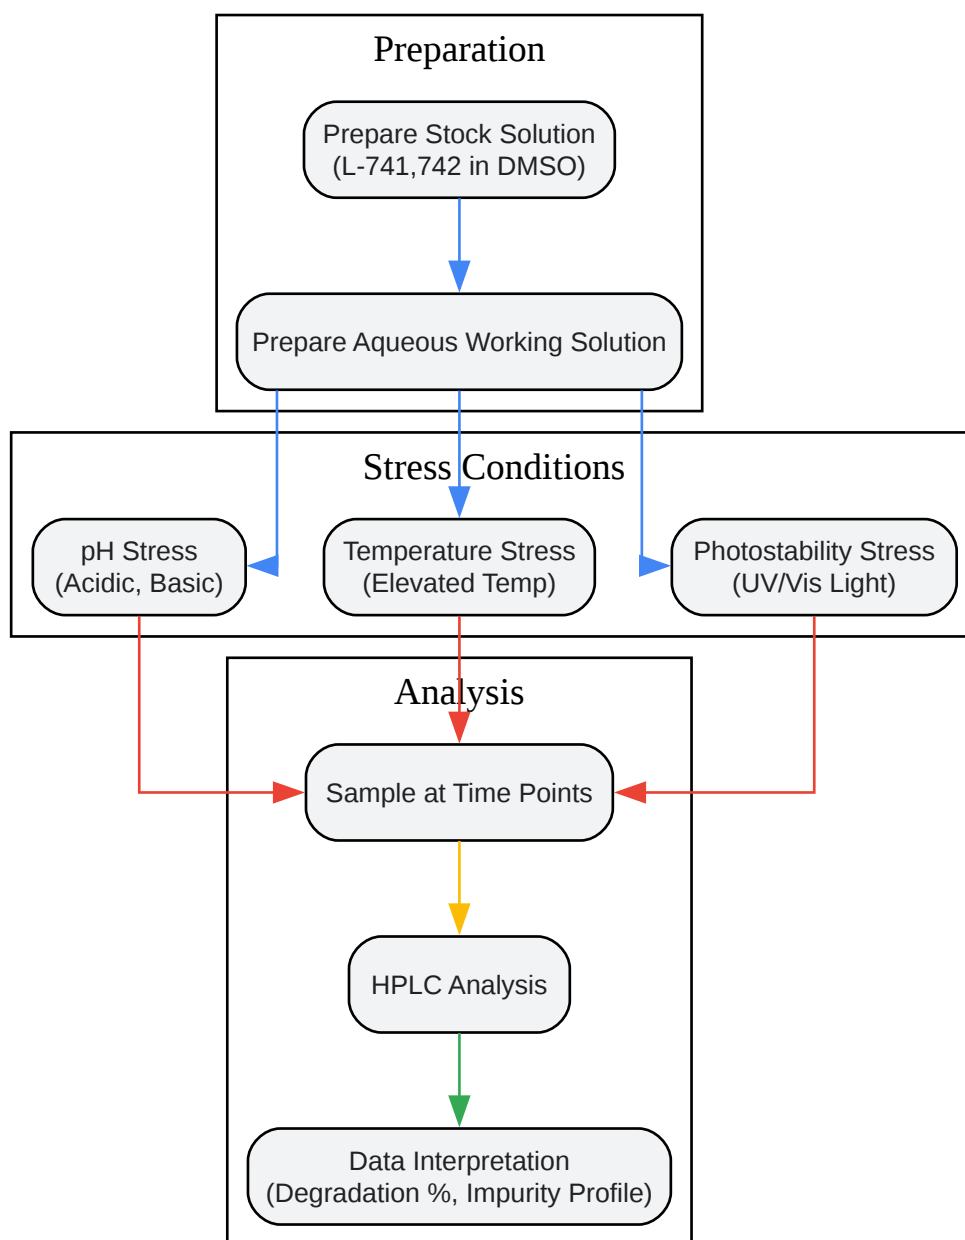 Preparation
Prepare Stock Solution
(L-741,742 in DMSO)
Prepare Aqueous Working Solution
Stress Conditions
pH Stress
(Acidic, Basic)
Temperature Stress
(Elevated Temp)
Photostability Stress
(UV/Vis Light)
Analysis
Sample at Time Points
HPLC Analysis
Data Interpretation
(Degradation %, Impurity Profile)